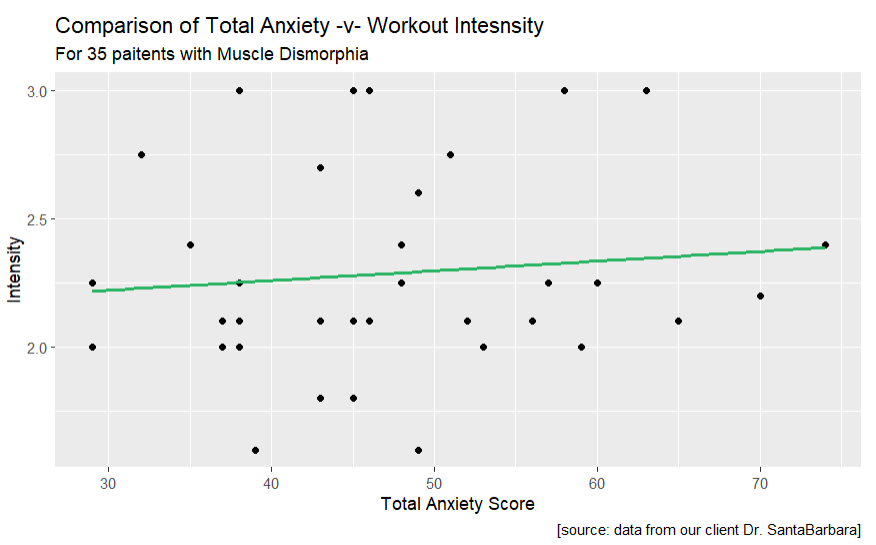 Comparison of Total Anxiety -v- Workout Intesnsity
For 35 paitents with Muscle Dismorphia
3.0
2.5
2.0
Intensity
30 40 50 60 70
Total Anxiety Score
[source: data from our client Dr. SantaBarbara]